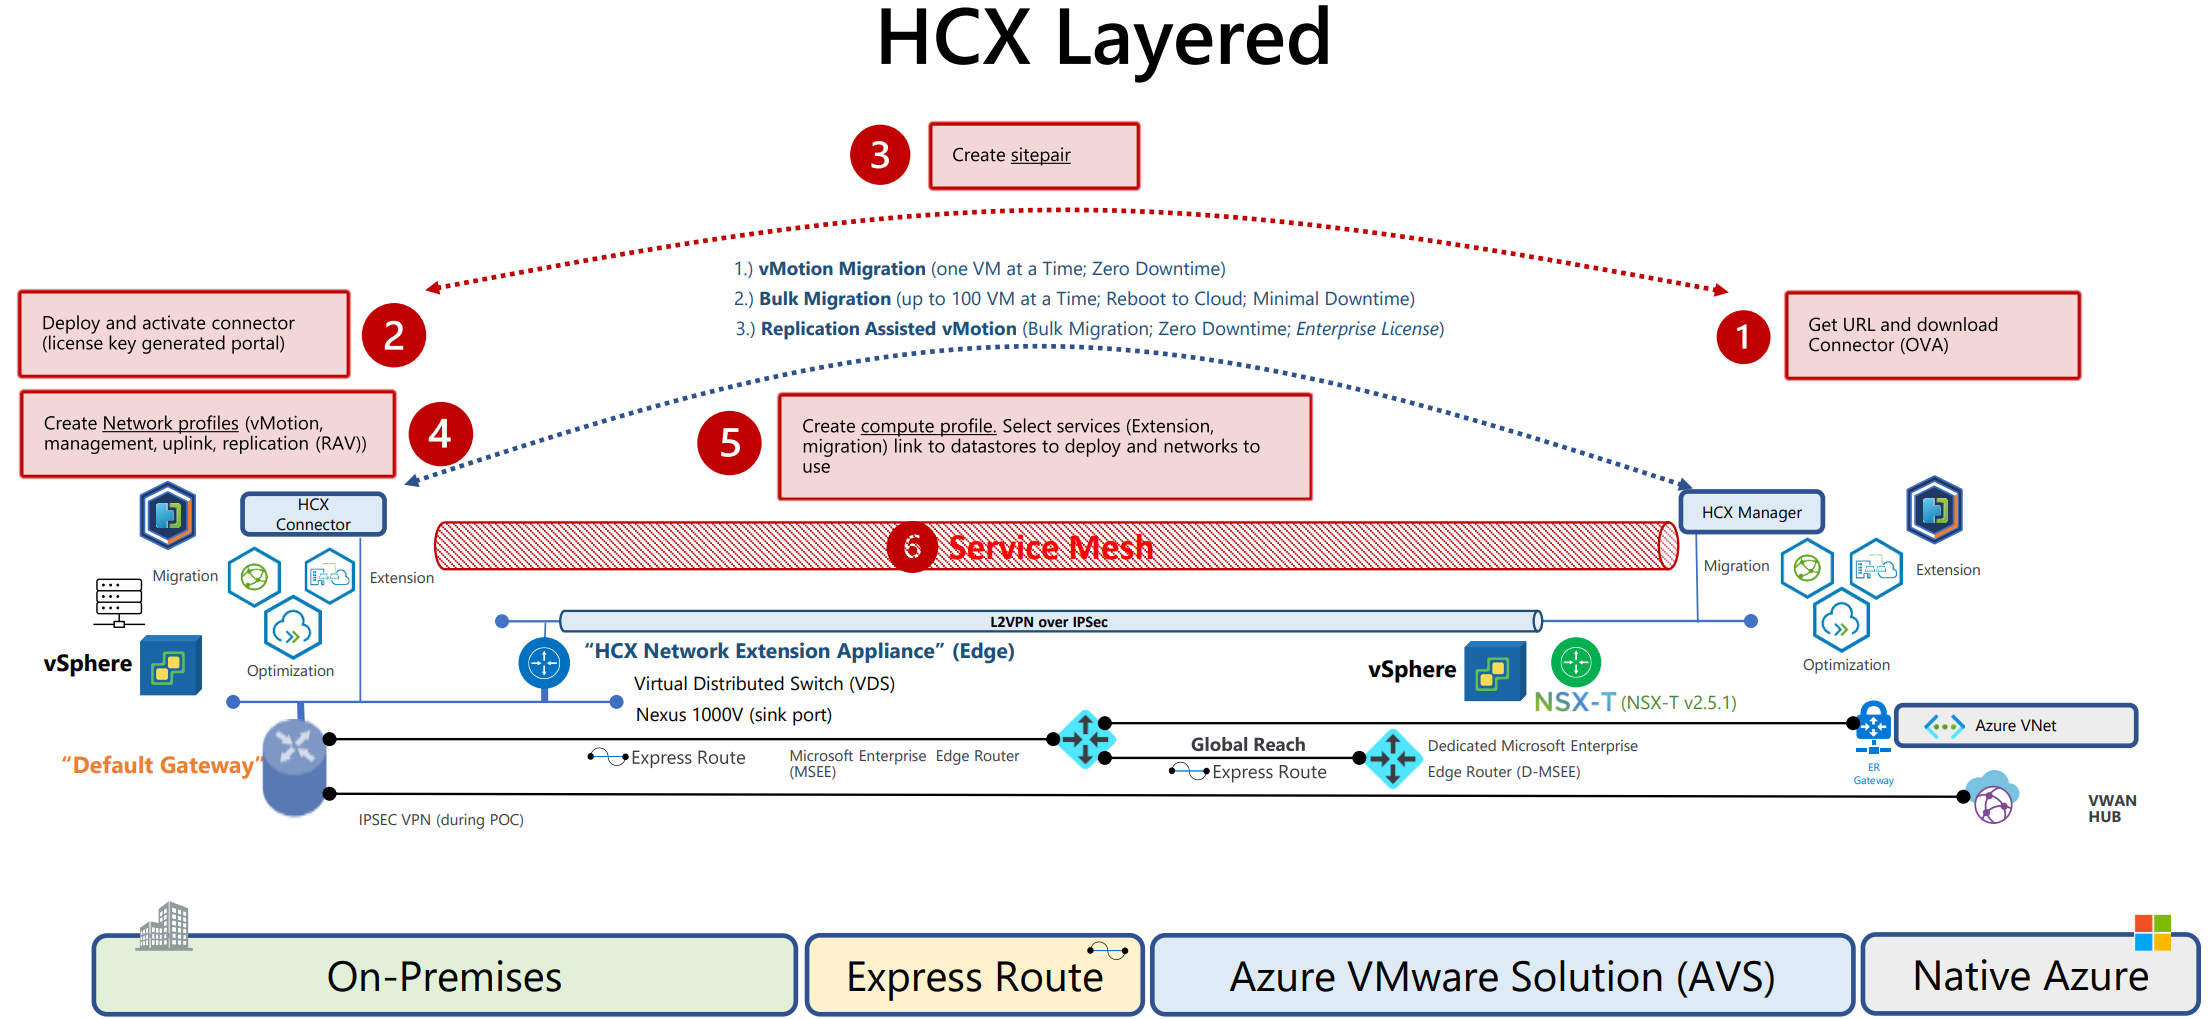 HCX Layered
3
Create sitepair
1.) vMotion Migration (one VM at a Time; Zero Downtime)
2.) Bulk Migration (up to 100 VM at a Time; Reboot to Cloud; Minimal Downtime)
3.) Replication Assisted vMotion (Bulk Migration; Zero Downtime; Enterprise License)
Deploy and activate connector
(license key generated portal)
2
1
Get URL and download
Connector (OVA)
Create Network profiles (vMotion,
management, uplink, replication (RAV))
4
5
Create compute profile. Select services (Extension,
migration) link to datastores to deploy and networks to
use
HCX
Connector
HCX Manager
6 Service Mesh
Migration
Extension
Optimization
Migration
Extension
Optimization
L2VPN over IPSec
vSphere
"HCX Network Extension Appliance" (Edge)
Virtual Distributed Switch (VDS)
Nexus 1000V (sink port)
vSphere
NSX-T (NSX-T v2.5.1)
"Default Gateway"
Express Route
Microsoft Enterprise Edge Router
(MSEE)
Global Reach
Express Route
Dedicated Microsoft Enterprise
Edge Router (D-MSEE)
ER
Gateway
Azure VNet
IPSEC VPN (during POC)
VWAN
HUB
On-Premises
Express Route
Azure VMware Solution (AVS)
Native Azure